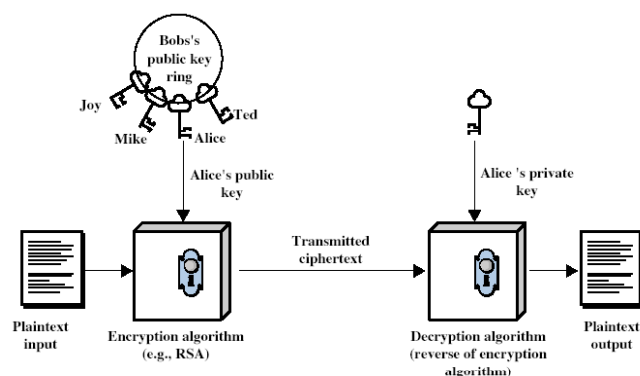 Bobs's
public key
ring
Joy
Ted
Mike
Alice
Alice's public
key
Alice 's private
key
Transmitted
ciphertext
Plaintext
input
Encryption algorithm
(e.g., RSA)
Decryption algorithm
(reverse of encryption
algorithm)
Plaintext
output